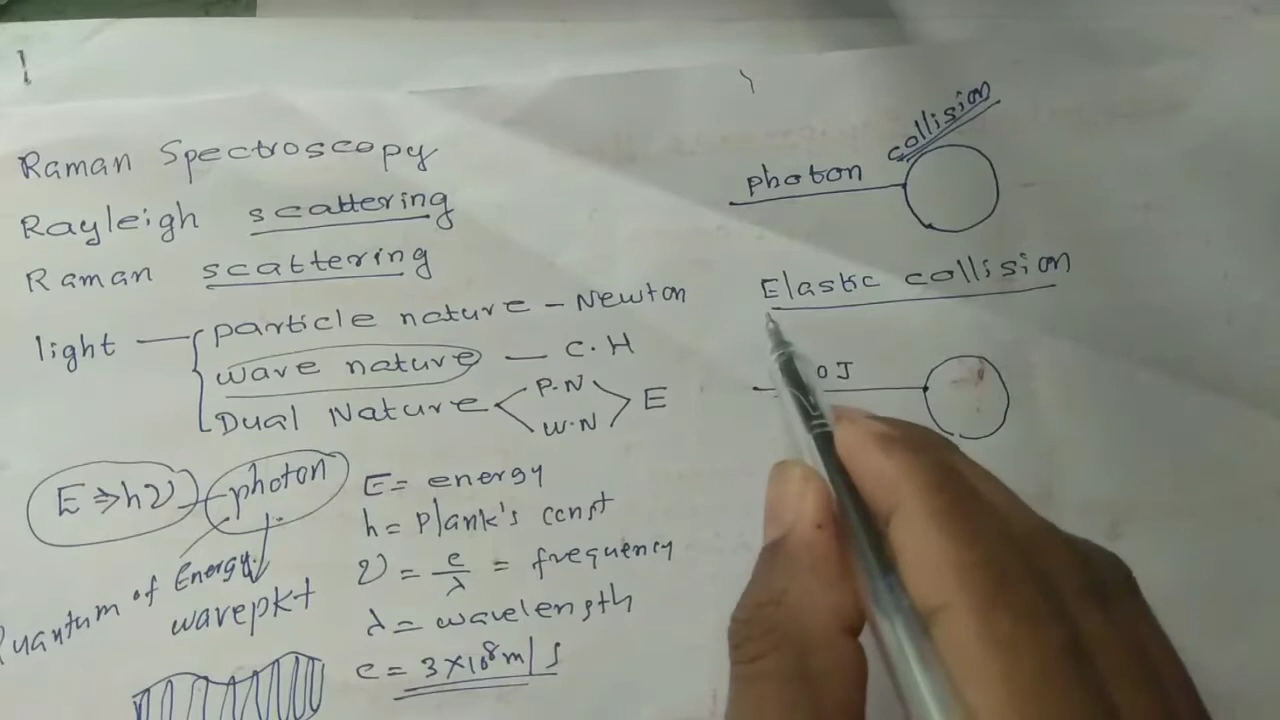 Raman Spectroscopy
Rayleigh scattering
Raman scattering
light — particle nature - Newton
wave nature - C.H
Dual Nature P.N W.N E
E ⇒ hν - photon
Quantum of Energy
wavepkt
E = energy
h = Plank's const
ν = c/λ = frequency
λ = wavelength
c = 3×10⁸ m/s
photon
collision
Elastic collision
0 J